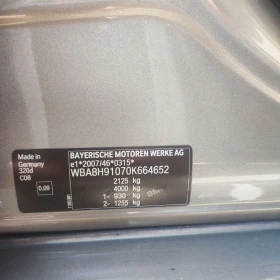 Made in
Germany
320d
C08
0.09
BAYERISCHE MOTOREN WERKE AG
e1*2007/46*0315*
WBA8H91070K664652
2125 kg
4000 kg
1- 930 kg
2- 1255 kg